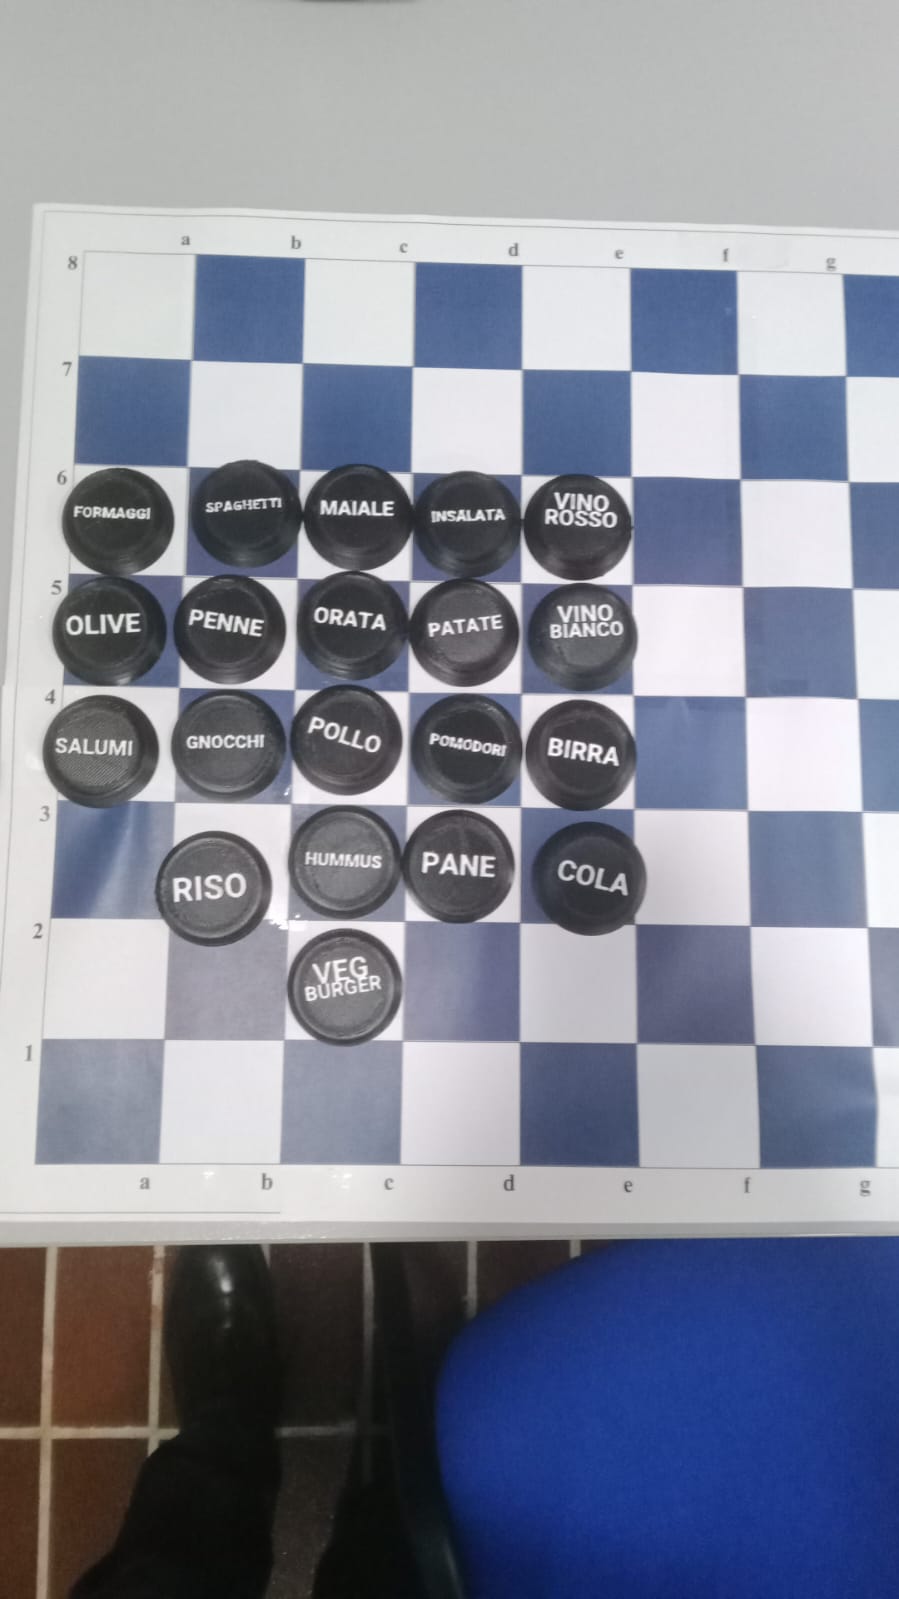 a b c d e f g
8
7
6
FORMAGGI SPAGHETTI MAIALE INSALATA VINO ROSSO
5
OLIVE PENNE ORATA PATATE VINO BIANCO
4
SALUMI GNOCCHI POLLO POMODORI BIRRA
3
RISO HUMMUS PANE COLA
2
VEG BURGER
1
a b c d e f g